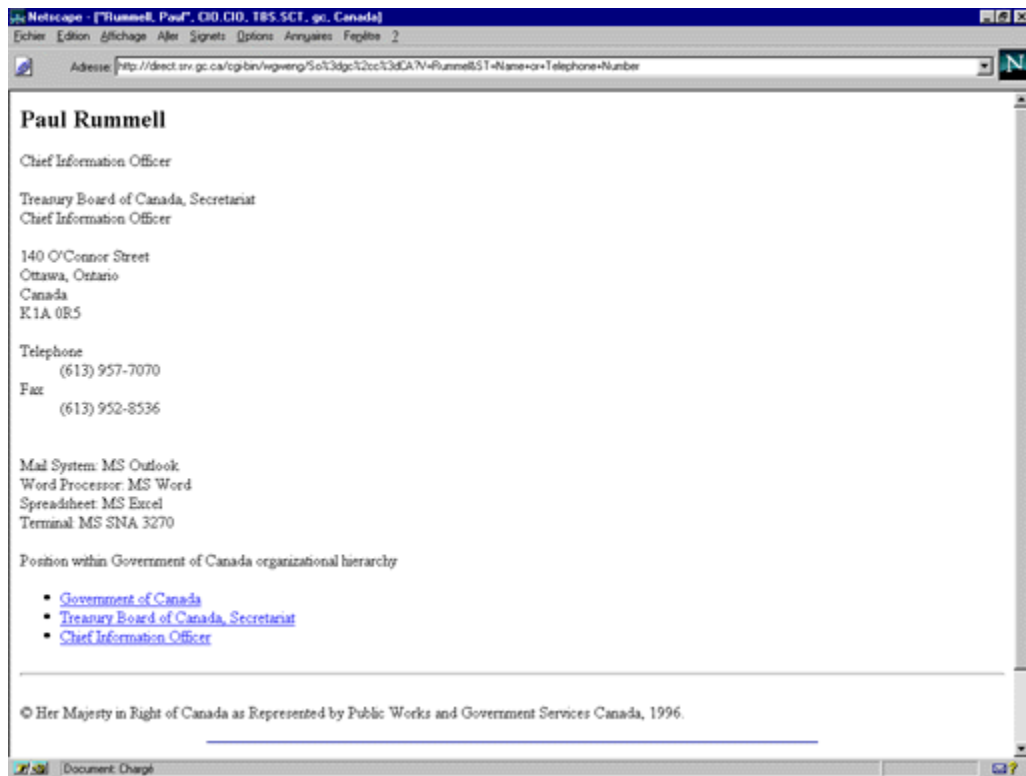 Netscape - ["Rummell, Paul", CIO.CIO, TBS.SCT, gc, Canada]
Fichier Edition Affichage Aller Signets Options Annuaires Fenêtre ?
Adresse: http://direct.srv.gc.ca/cgi-bin/wgweng/So%3dgc%2cc%3dCA?V=Rummell&ST=Name+or+Telephone+Number
N
Paul Rummell
Chief Information Officer
Treasury Board of Canada, Secretariat
Chief Information Officer
140 O'Connor Street
Ottawa, Ontario
Canada
K1A 0R5
Telephone
(613) 957-7070
Fax
(613) 952-8536
Mail System: MS Outlook
Word Processor: MS Word
Spreadsheet: MS Excel
Terminal: MS SNA 3270
Position within Government of Canada organizational hierarchy
Government of Canada
Treasury Board of Canada, Secretariat
Chief Information Officer
© Her Majesty in Right of Canada as Represented by Public Works and Government Services Canada, 1996.
Document: Chargé